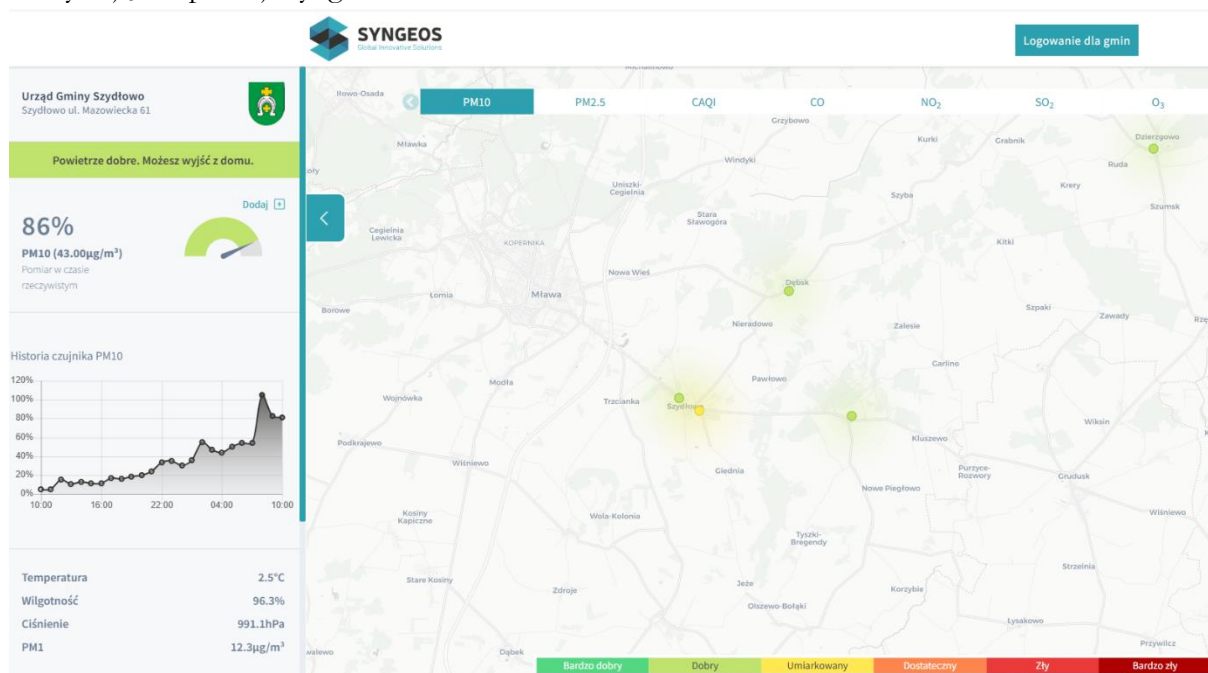 SYNGEOS
Global Innovative Solutions
Logowanie dla gmin
Urząd Gminy Szydłowo
Szydłowo ul. Mazowiecka 61
Powietrze dobre. Możesz wyjść z domu.
Dodaj
86%
PM10 (43.00µg/m³)
Pomiar w czasie
rzeczywistym
Historia czujnika PM10
120%
100%
80%
60%
40%
20%
0%
10:00 16:00 22:00 04:00 10:00
Temperatura 2.5°C
Wilgotność 96.3%
Ciśnienie 991.1hPa
PM1 12.3µg/m³
PM10 PM2.5 CAQI CO NO₂ SO₂ O₃
Iłowo-Osada
Grzybowo
Mławka
Kurki
Grabnik
Dzierzgowo
Windyki
Ruda
Uniszki-
Cegielnia
Krery
Szyba
Szumsk
Stara
Sławogóra
Cegielnia
Lewicka
KOPERNIKA
Kitki
Nowa Wieś
Dębsk
Łomia
Mława
Borowe
Szpaki
Zawady
Nieradowo
Zalesie
Garlino
Modła
Pawłowo
Wojnówka
Trzcianka
Szydłowo
Wiksin
Podkrajewo
Kluszewo
Wiśniewo
Giednia
Purzyce-
Rozwory
Grudusk
Nowe Piegłowo
Kosiny
Kapiczne
Wola-Kolonia
Wiśniewo
Tyszki-
Bregendy
Strzelnia
Stare Kosiny
Żdroje
Jeże
Korzybie
Olszewo-Bołąki
Łysakowo
Przywilcz
Dąbek
Bardzo dobry Dobry Umiarkowany Dostateczny Zły Bardzo zły